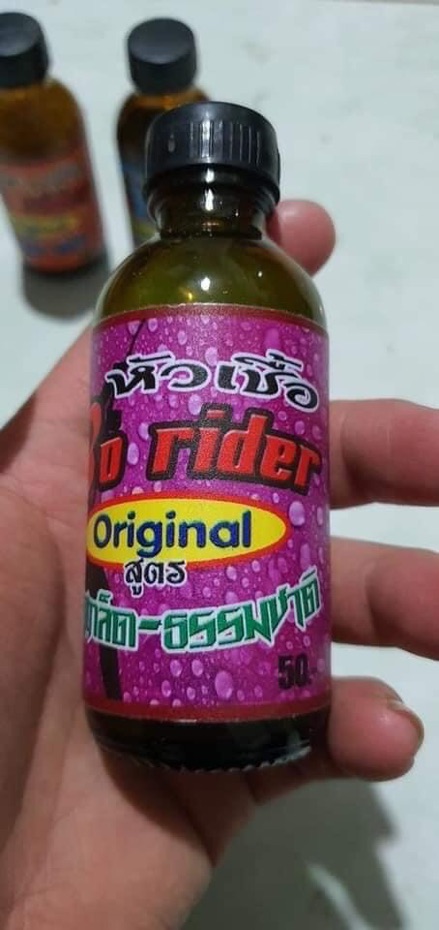 หัวเชื้อ
rider
Original
สูตร
ธรรมชาติ
50.-